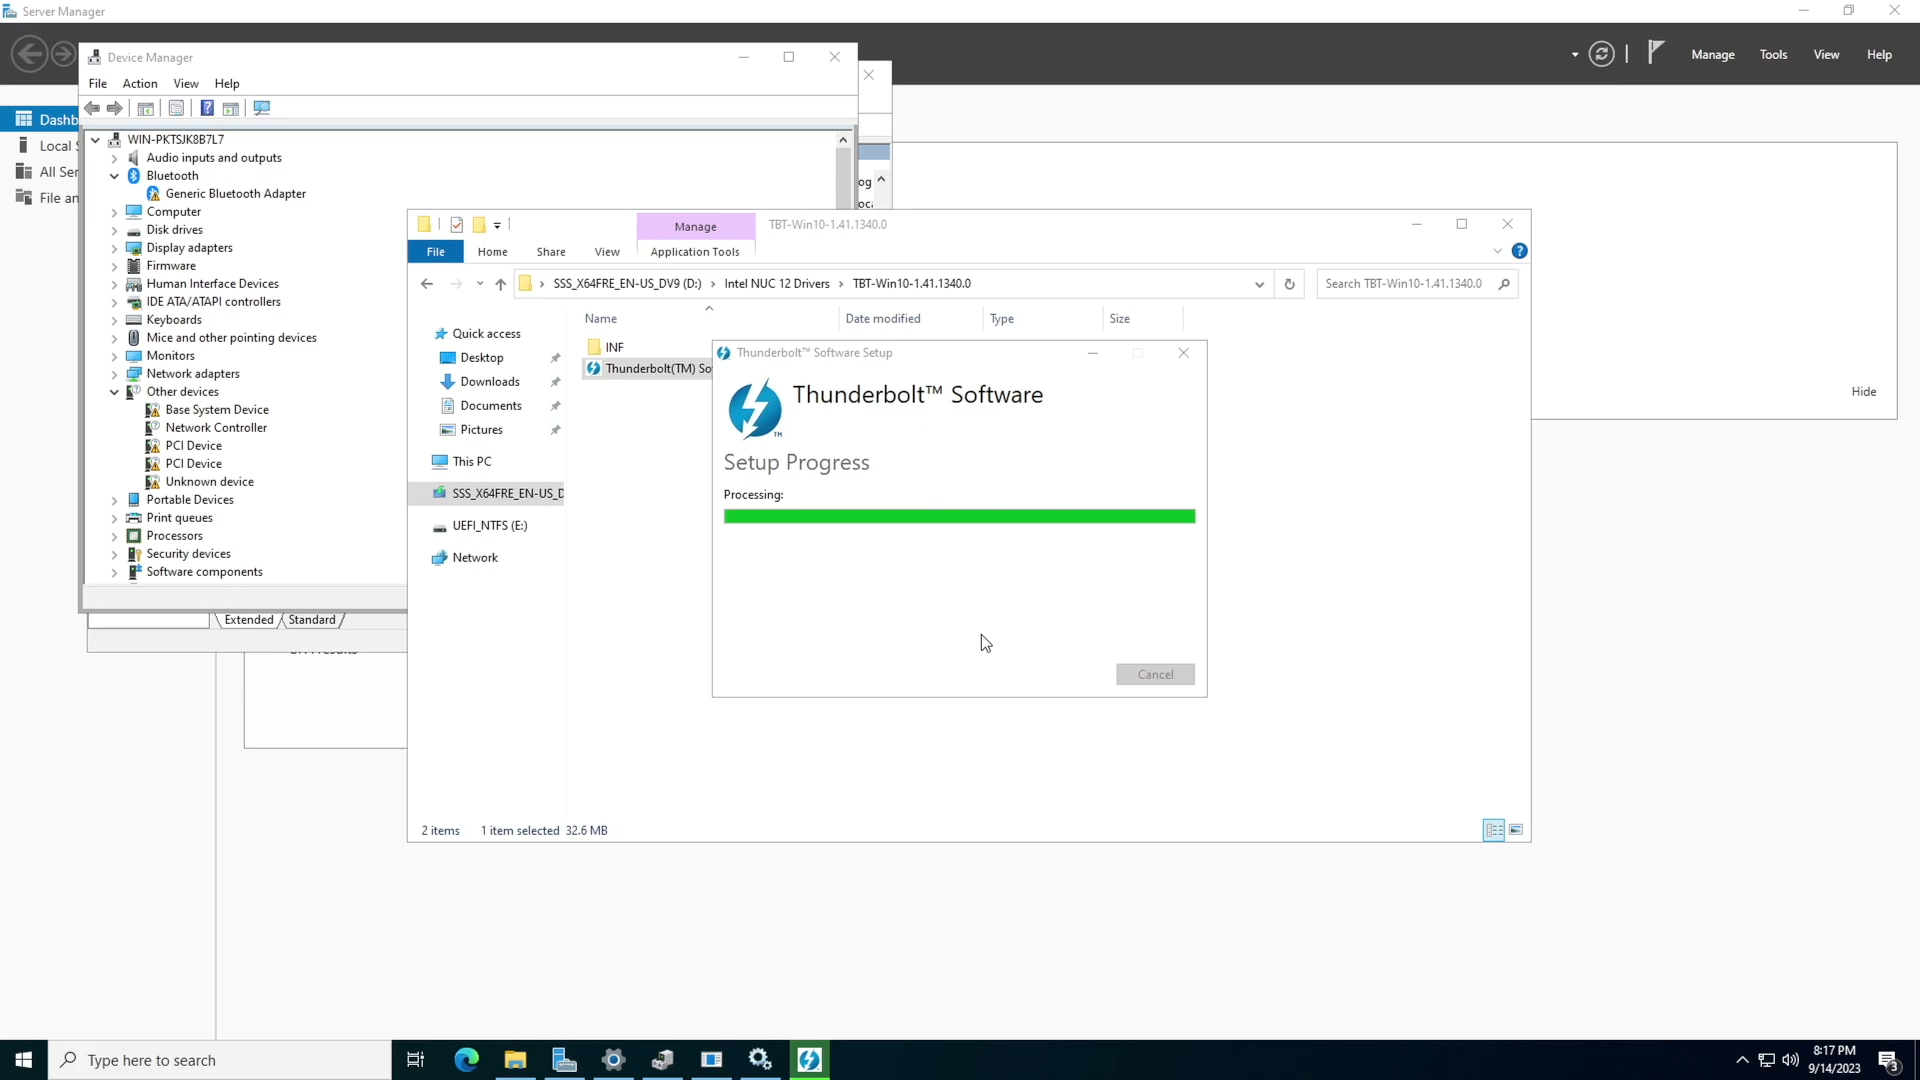 Server Manager
Manage
Tools
View
Help
Dashb
Local S
All Ser
File an
Device Manager
File
Action
View
Help
WIN-PKTSJK8B7L7
Audio inputs and outputs
Bluetooth
Generic Bluetooth Adapter
Computer
Disk drives
Display adapters
Firmware
Human Interface Devices
IDE ATA/ATAPI controllers
Keyboards
Mice and other pointing devices
Monitors
Network adapters
Other devices
Base System Device
Network Controller
PCI Device
PCI Device
Unknown device
Portable Devices
Print queues
Processors
Security devices
Software components
Extended
Standard
og
Hide
Manage
TBT-Win10-1.41.1340.0
File
Home
Share
View
Application Tools
SSS_X64FRE_EN-US_DV9 (D:)
Intel NUC 12 Drivers
TBT-Win10-1.41.1340.0
Search TBT-Win10-1.41.1340.0
Quick access
Desktop
Downloads
Documents
Pictures
This PC
SSS_X64FRE_EN-US_D
UEFI_NTFS (E:)
Network
Name
Date modified
Type
Size
INF
Thunderbolt(TM) So
Thunderbolt™ Software Setup
Thunderbolt™ Software
TM
Setup Progress
Processing:
Cancel
2 items
1 item selected 32.6 MB
Type here to search
8:17 PM
9/14/2023
3